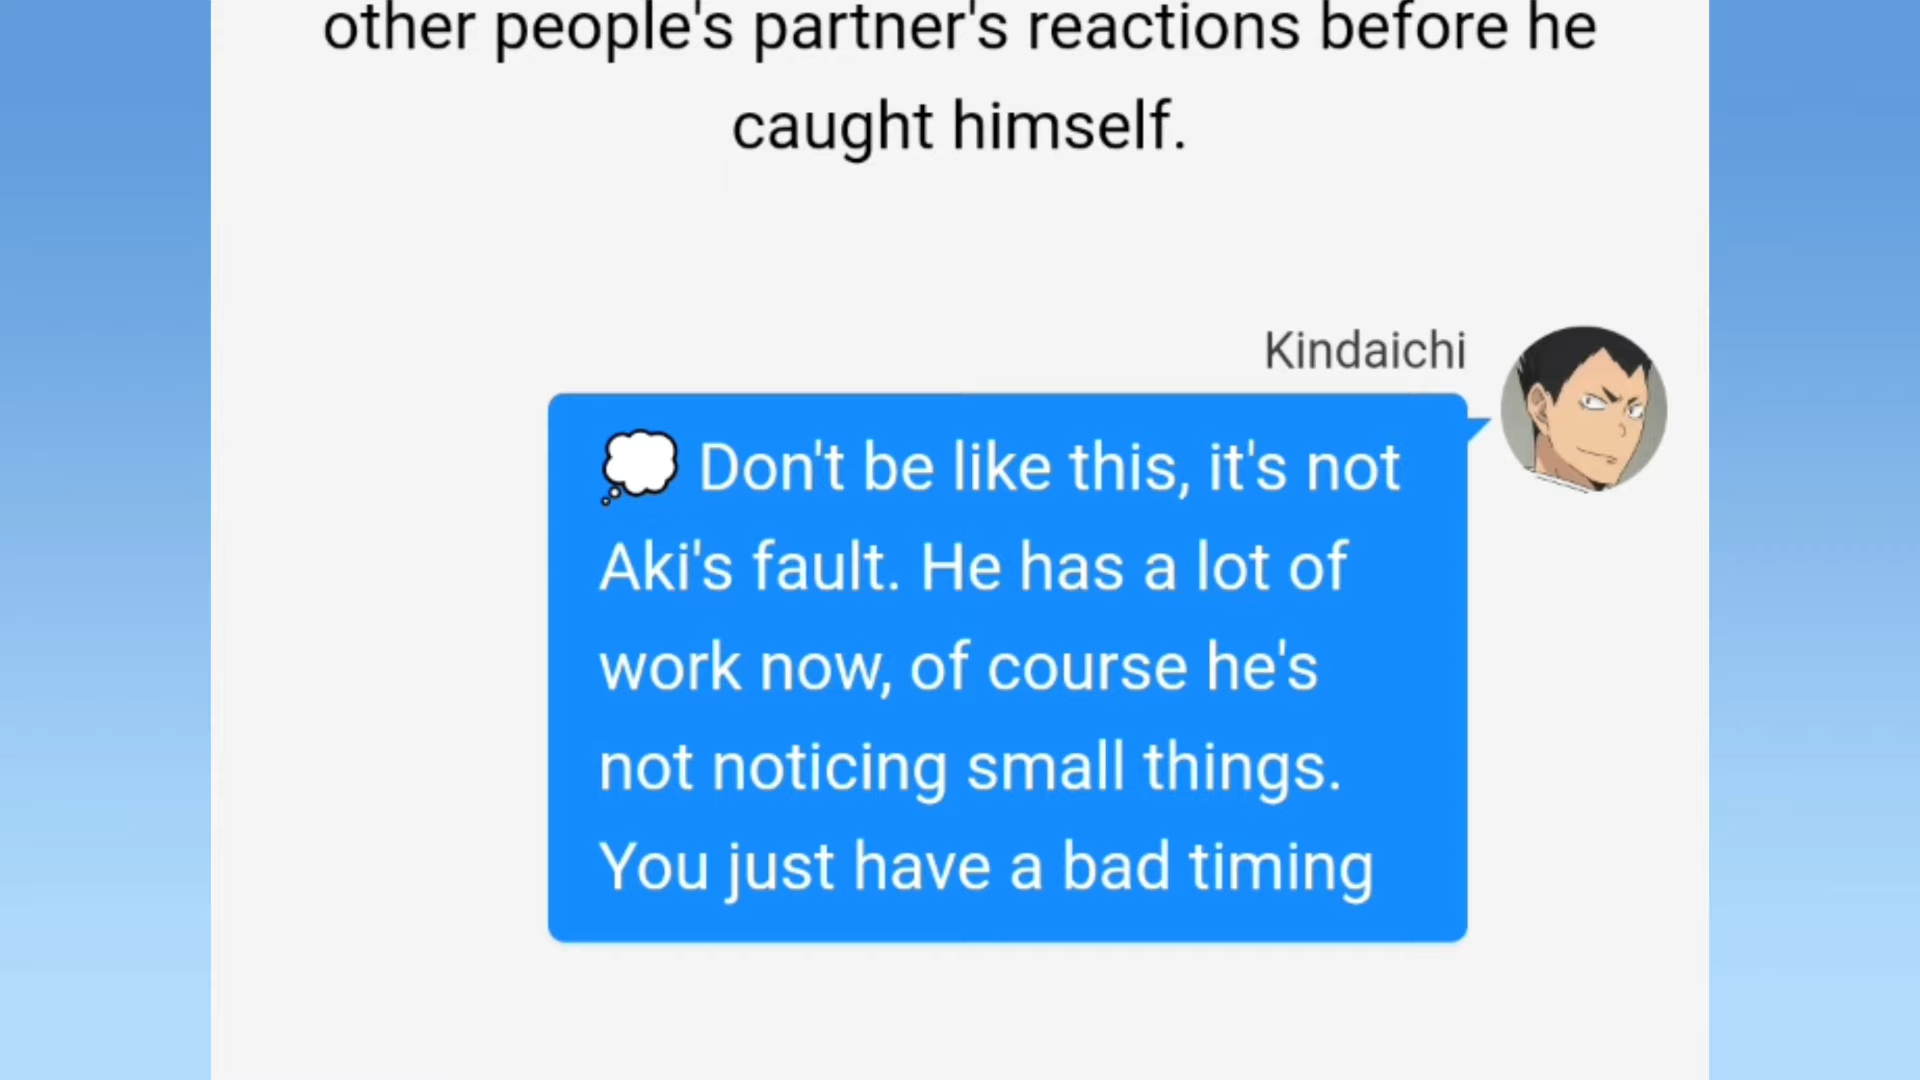 other people's partner's reactions before he
caught himself.
Kindaichi
💭 Don't be like this, it's not
Aki's fault. He has a lot of
work now, of course he's
not noticing small things.
You just have a bad timing